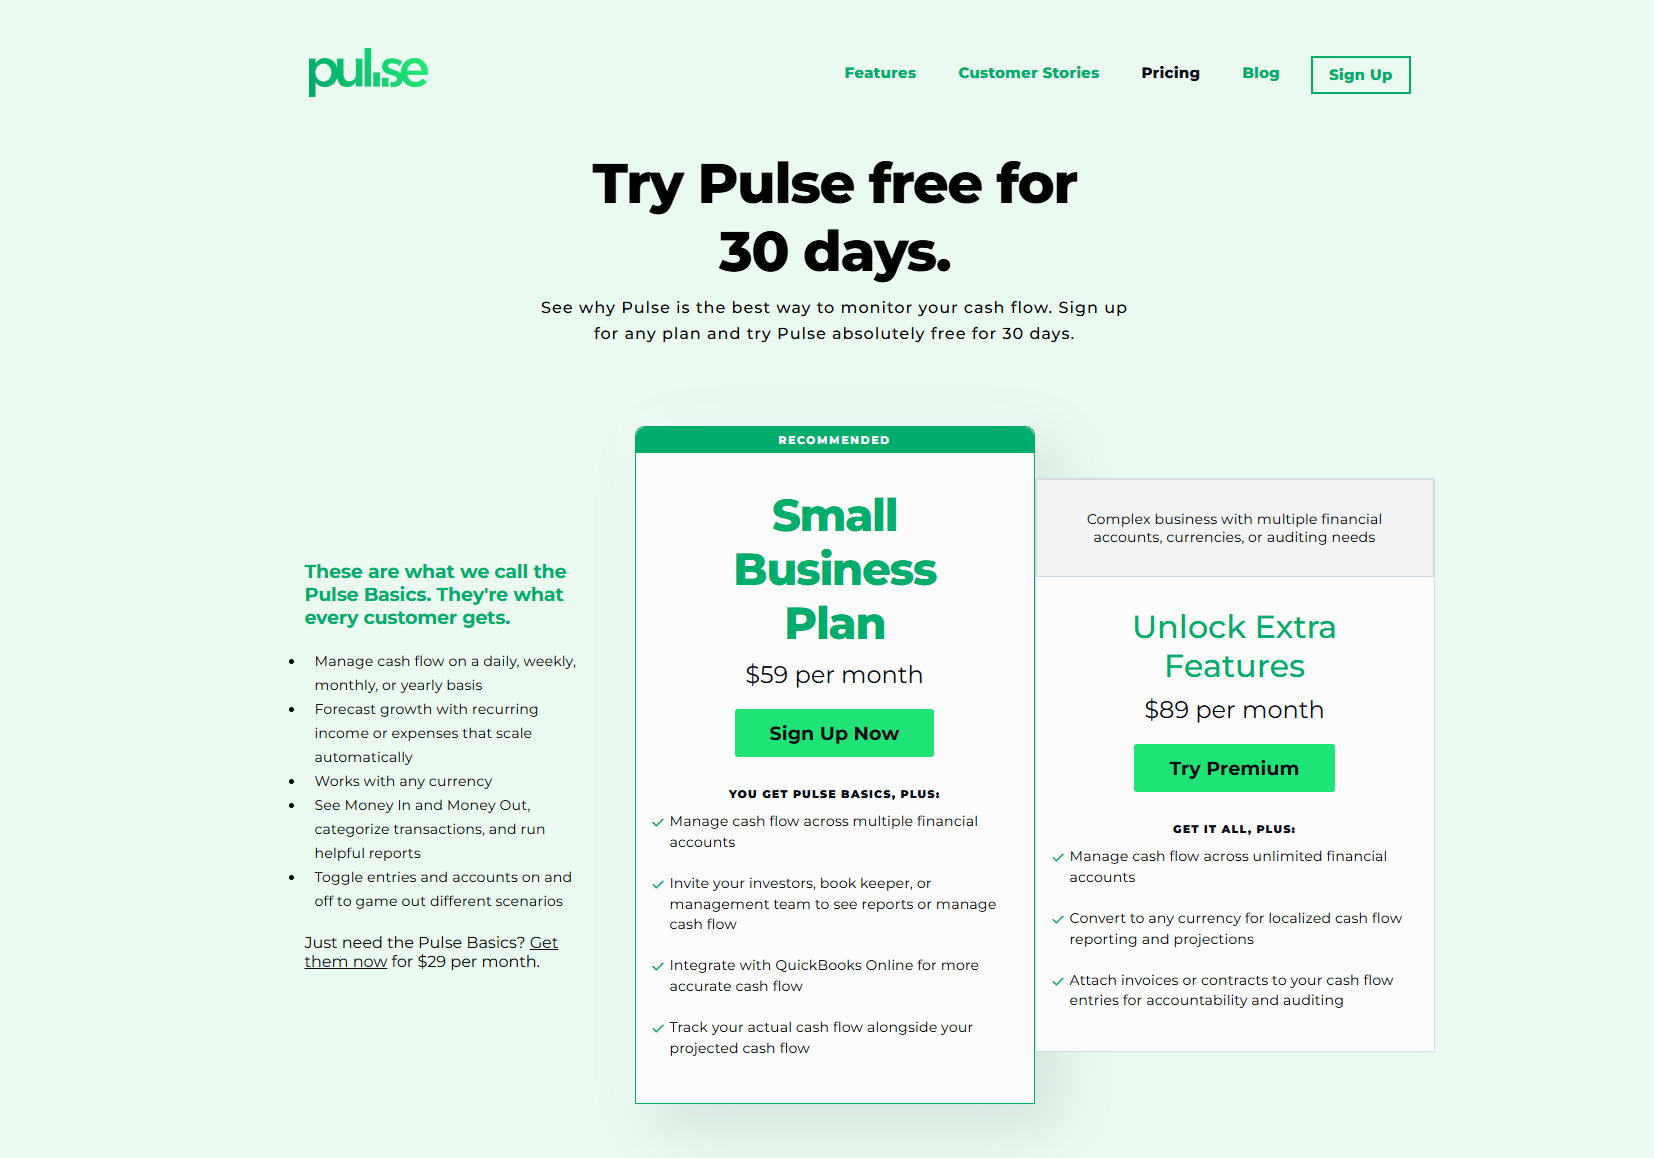 pulse
Features
Customer Stories
Pricing
Blog
Sign Up
Try Pulse free for
30 days.
See why Pulse is the best way to monitor your cash flow. Sign up
for any plan and try Pulse absolutely free for 30 days.
These are what we call the
Pulse Basics. They're what
every customer gets.
Manage cash flow on a daily, weekly,
monthly, or yearly basis
Forecast growth with recurring
income or expenses that scale
automatically
Works with any currency
See Money In and Money Out,
categorize transactions, and run
helpful reports
Toggle entries and accounts on and
off to game out different scenarios
Just need the Pulse Basics? Get
them now for $29 per month.
RECOMMENDED
Small
Business
Plan
$59 per month
Sign Up Now
YOU GET PULSE BASICS, PLUS:
Manage cash flow across multiple financial
accounts
Invite your investors, book keeper, or
management team to see reports or manage
cash flow
Integrate with QuickBooks Online for more
accurate cash flow
Track your actual cash flow alongside your
projected cash flow
Complex business with multiple financial
accounts, currencies, or auditing needs
Unlock Extra
Features
$89 per month
Try Premium
GET IT ALL, PLUS:
Manage cash flow across unlimited financial
accounts
Convert to any currency for localized cash flow
reporting and projections
Attach invoices or contracts to your cash flow
entries for accountability and auditing